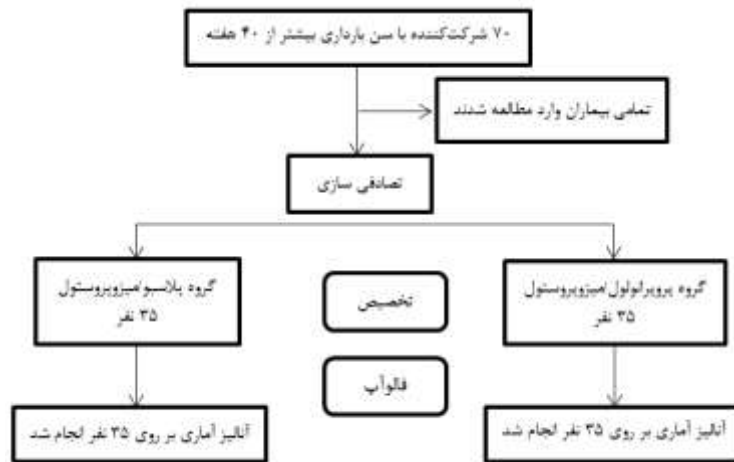 ۷۰ شرکت‌کننده با سن بارداری بیشتر از ۴۰ هفته
تمامی بیماران وارد مطالعه شدند
تصادفی سازی
گروه پروپرانولول/میزوپروستول
۳۵ نفر
گروه پلاسبو/میزوپروستول
۳۵ نفر
تخصیص
فالوآپ
آنالیز آماری بر روی ۳۵ نفر انجام شد
آنالیز آماری بر روی ۳۵ نفر انجام شد